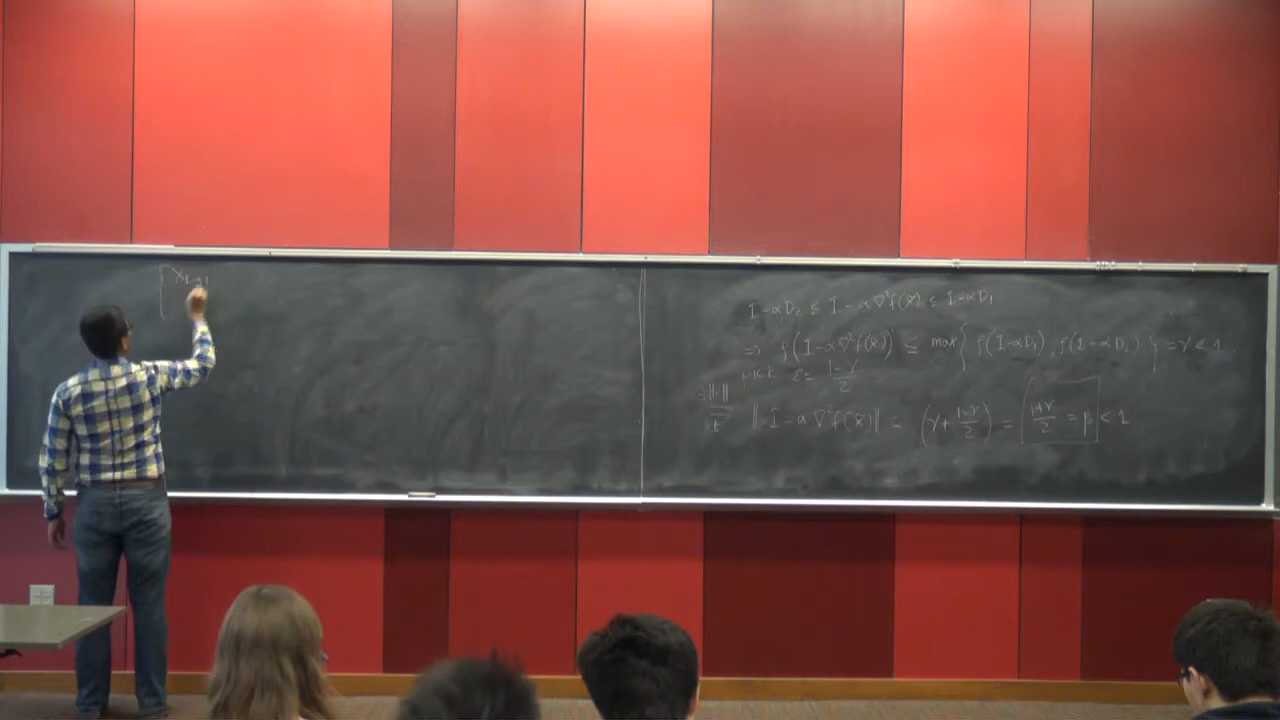 I - αD₂ ≤ I - α∇²f(x̃) ≤ I - αD₁
⇒ ρ(I-α∇²f(x̃)) ≤ max{ρ(I-αD₁), ρ(I-αD₂)} = γ < 1.
ε = 1-γ/2
‖I-α∇²f(x̃)‖ = (γ + 1-γ/2) = 1+γ/2 = β < 1